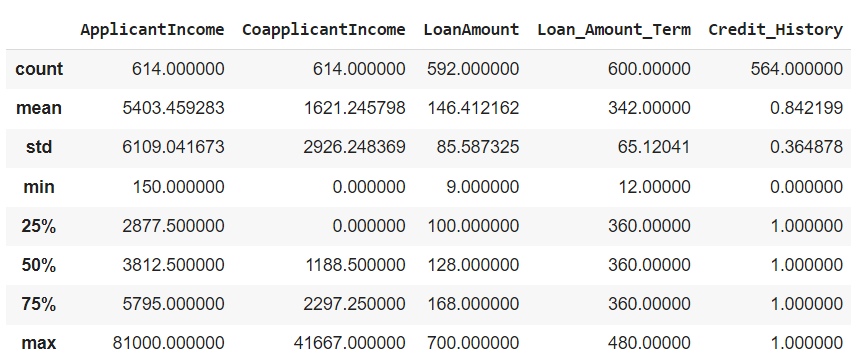 ApplicantIncome CoapplicantIncome LoanAmount Loan_Amount_Term Credit_History
count 614.000000 614.000000 592.000000 600.00000 564.000000
mean 5403.459283 1621.245798 146.412162 342.00000 0.842199
std 6109.041673 2926.248369 85.587325 65.12041 0.364878
min 150.000000 0.000000 9.000000 12.00000 0.000000
25% 2877.500000 0.000000 100.000000 360.00000 1.000000
50% 3812.500000 1188.500000 128.000000 360.00000 1.000000
75% 5795.000000 2297.250000 168.000000 360.00000 1.000000
max 81000.000000 41667.000000 700.000000 480.00000 1.000000